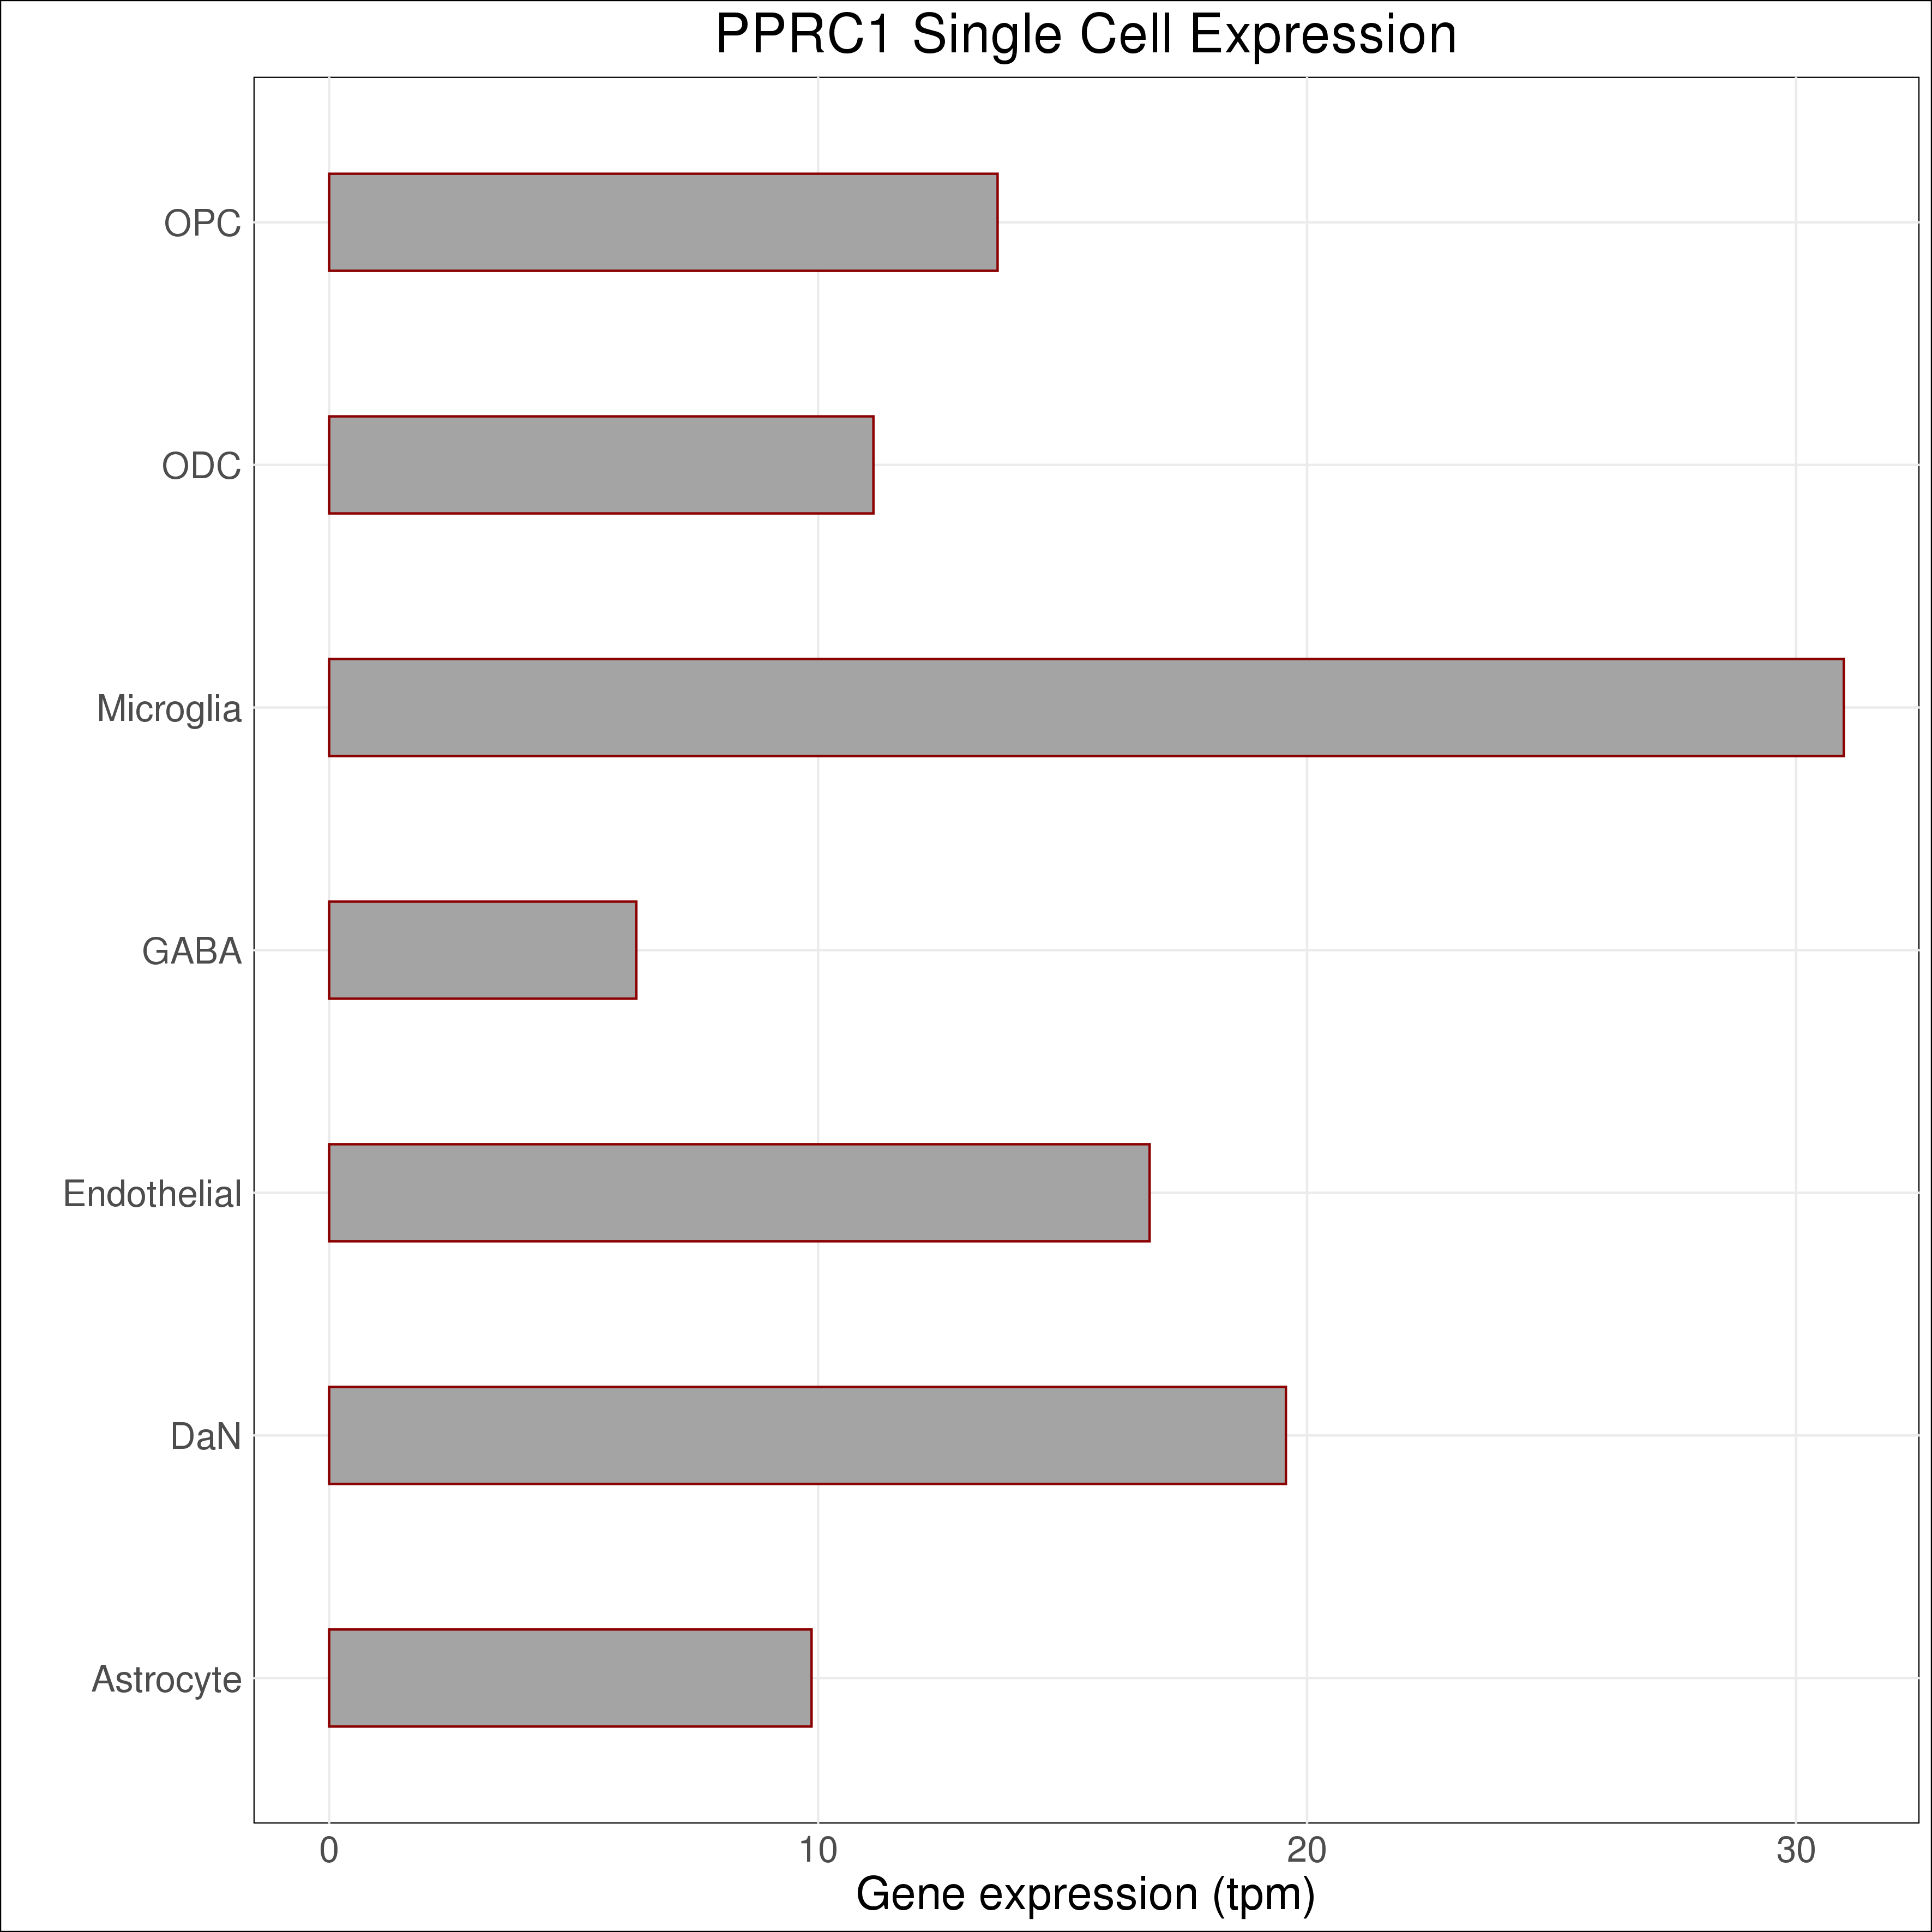 PPRC1 Single Cell Expression
OPC
ODC
Microglia
GABA
Endothelial
DaN
Astrocyte
0 10 20 30
Gene expression (tpm)